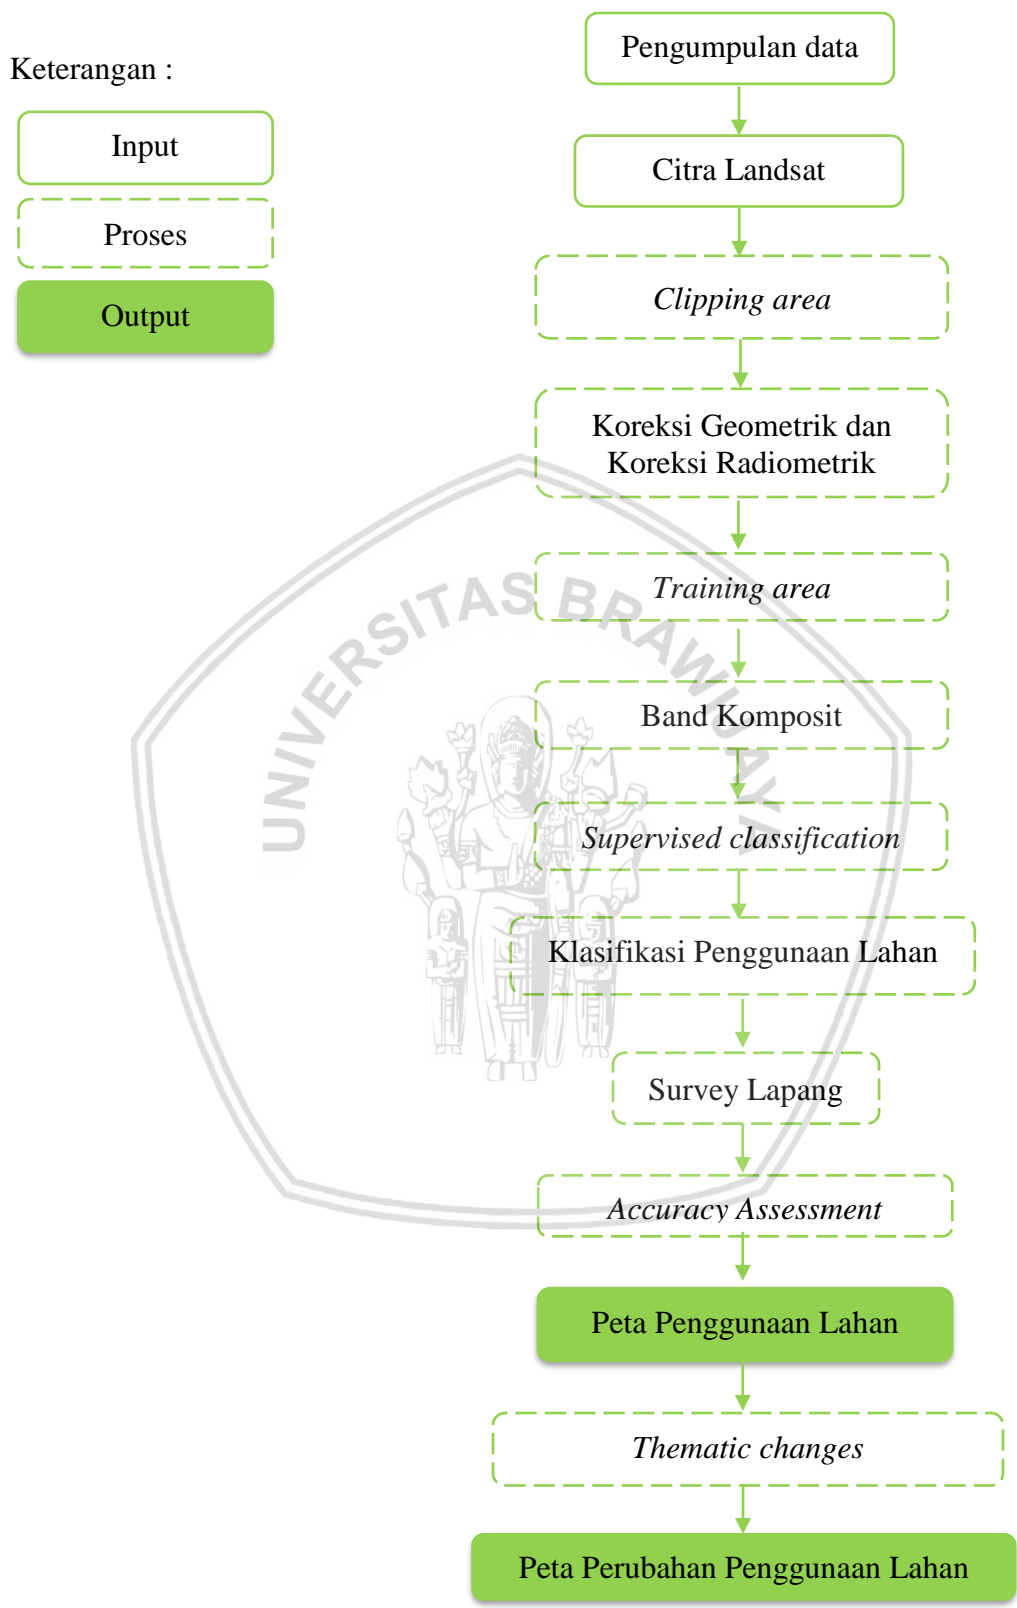 Keterangan :
Input
Proses
Output
Pengumpulan data
Citra Landsat
Clipping area
Koreksi Geometrik dan
Koreksi Radiometrik
Training area
Band Komposit
Supervised classification
Klasifikasi Penggunaan Lahan
Survey Lapang
Accuracy Assessment
Peta Penggunaan Lahan
Thematic changes
Peta Perubahan Penggunaan Lahan
UNIVERSITAS BRAWIJAYA